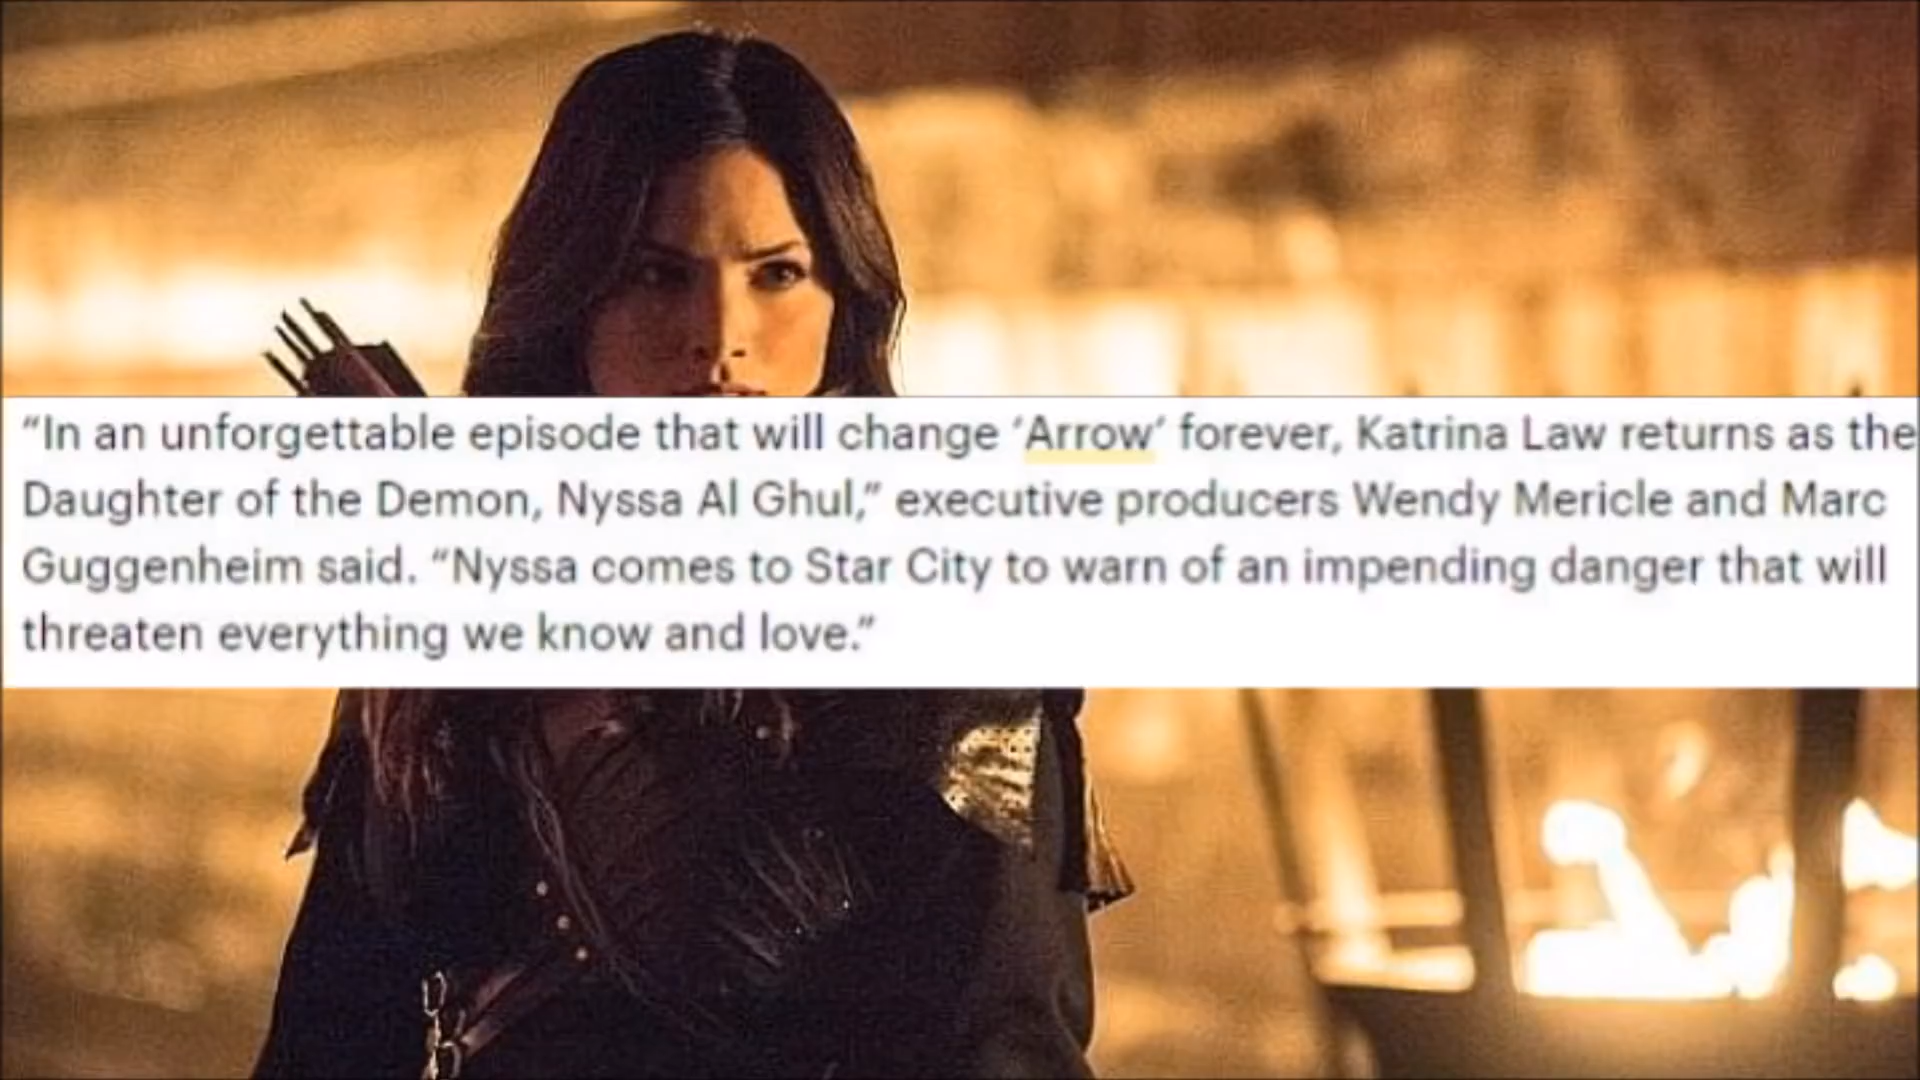 “In an unforgettable episode that will change ‘Arrow’ forever, Katrina Law returns as the
Daughter of the Demon, Nyssa Al Ghul,” executive producers Wendy Mericle and Marc
Guggenheim said. “Nyssa comes to Star City to warn of an impending danger that will
threaten everything we know and love.”